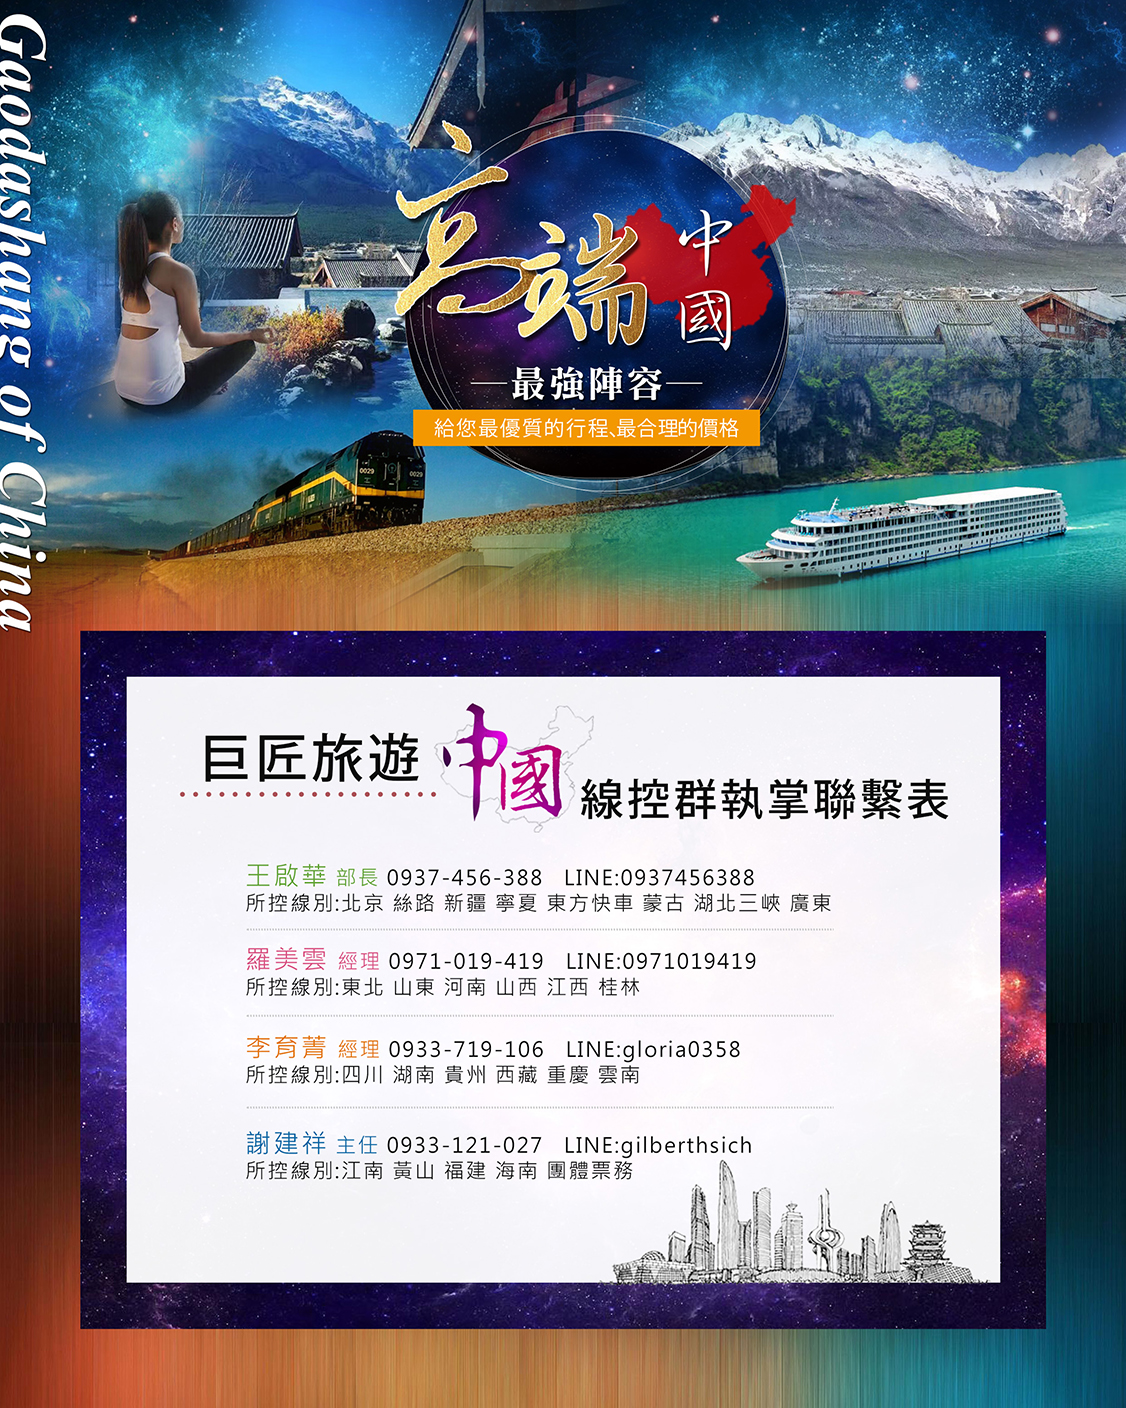 Gaodashang of China
高端
中國
最強陣容
給您最優質的行程、最合理的價格
0029
0029
巨匠旅遊中國線控群執掌聯繫表
王啟華 部長 0937-456-388 LINE:0937456388
所控線別:北京 絲路 新疆 寧夏 東方快車 蒙古 湖北三峽 廣東
羅美雲 經理 0971-019-419 LINE:0971019419
所控線別:東北 山東 河南 山西 江西 桂林
李育菁 經理 0933-719-106 LINE:gloria0358
所控線別:四川 湖南 貴州 西藏 重慶 雲南
謝建祥 主任 0933-121-027 LINE:gilberthsich
所控線別:江南 黃山 福建 海南 團體票務